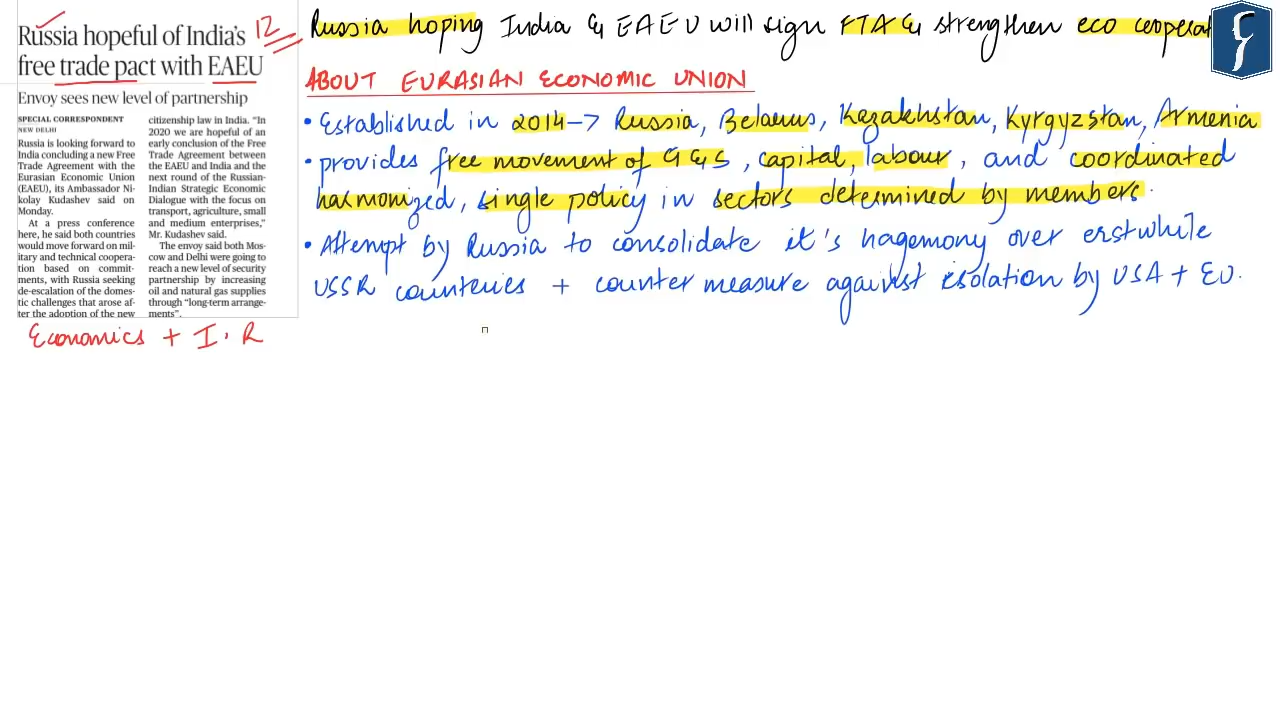 Russia hopeful of India's
free trade pact with EAEU
12
Envoy sees new level of partnership
SPECIAL CORRESPONDENT
NEW DELHI
Russia is looking forward to
India concluding a new Free
Trade Agreement with the
Eurasian Economic Union
(EAEU), its Ambassador Ni-
kolay Kudashev said on
Monday.
At a press conference
here, he said both countries
would move forward on mil-
itary and technical coopera-
tion based on commit-
ments, with Russia seeking
de-escalation of the domes-
tic challenges that arose af-
ter the adoption of the new
citizenship law in India. “In
2020 we are hopeful of an
early conclusion of the Free
Trade Agreement between
the EAEU and India and the
next round of the Russian-
Indian Strategic Economic
Dialogue with the focus on
transport, agriculture, small
and medium enterprises,”
Mr. Kudashev said.
The envoy said both Mos-
cow and Delhi were going to
reach a new level of security
partnership by increasing
oil and natural gas supplies
through “long-term arrange-
ments”.
Economics + I.R
Russia hoping India & EAEU will sign FTA & strengthen eco cooperat
ABOUT EURASIAN ECONOMIC UNION
• Established in 2014 → Russia, Belarus, Kazakhstan, Kyrgyzstan, Armenia
• provides free movement of G & S, capital, labour, and coordinated
harmonized, single policy in sectors determined by members.
• Attempt by Russia to consolidate it's hagemony over erstwhile
USSR countries + counter measure against isolation by USA + EU.